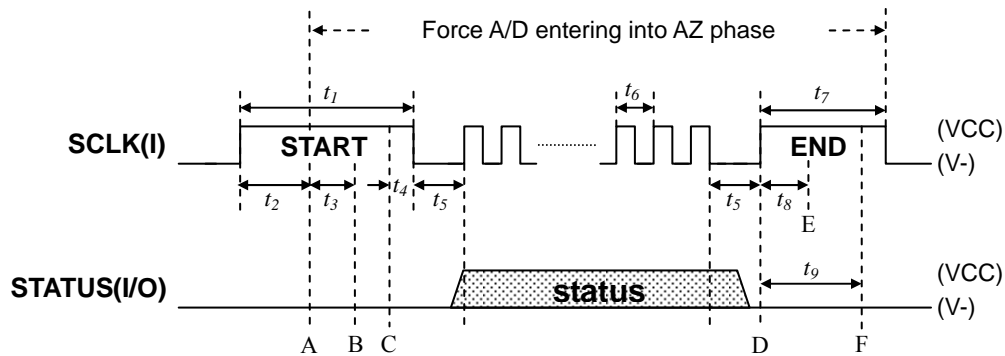 Force A/D entering into AZ phase
t1 t6 t7
SCLK(I) START END (VCC)
(V-)
t2 t3 t4 t5 t5 t8
E
t9
STATUS(I/O) status (VCC)
(V-)
A B C D F